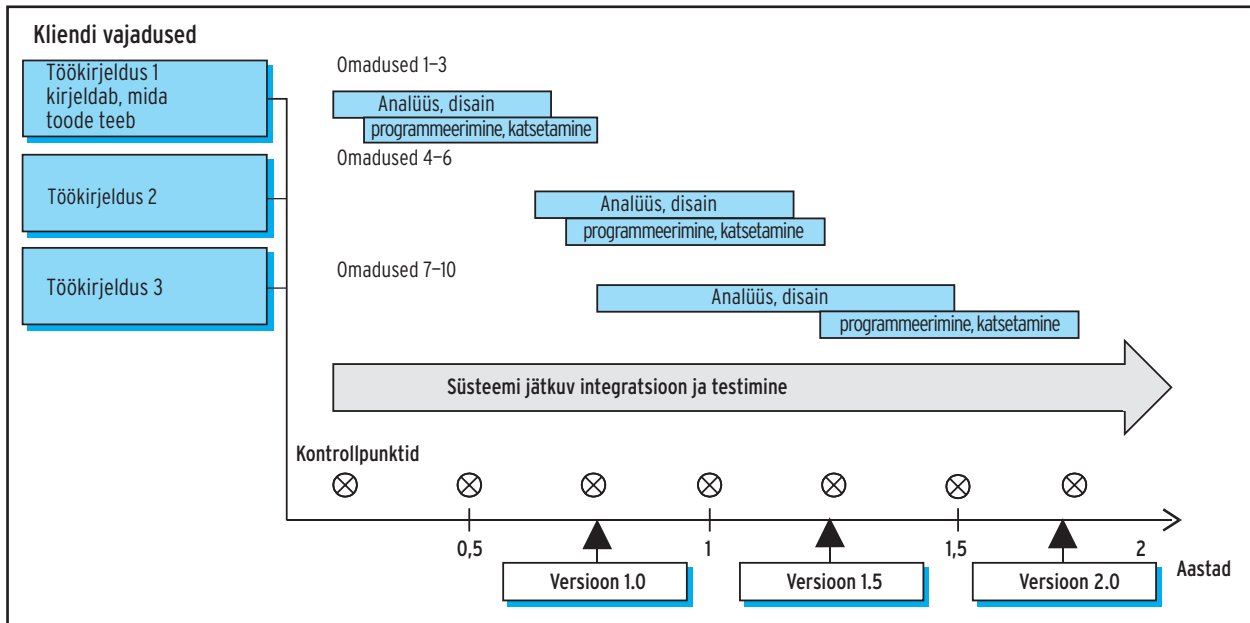 Kliendi vajadused
Töökirjeldus 1
kirjeldab, mida
toode teeb
Töökirjeldus 2
Töökirjeldus 3
Omadused 1–3
Analüüs, disain
programmeerimine, katsetamine
Omadused 4–6
Analüüs, disain
programmeerimine, katsetamine
Omadused 7–10
Analüüs, disain
programmeerimine, katsetamine
Süsteemi jätkuv integratsioon ja testimine
Kontrollpunktid
0,5 1 1,5 2
Aastad
Versioon 1.0 Versioon 1.5 Versioon 2.0